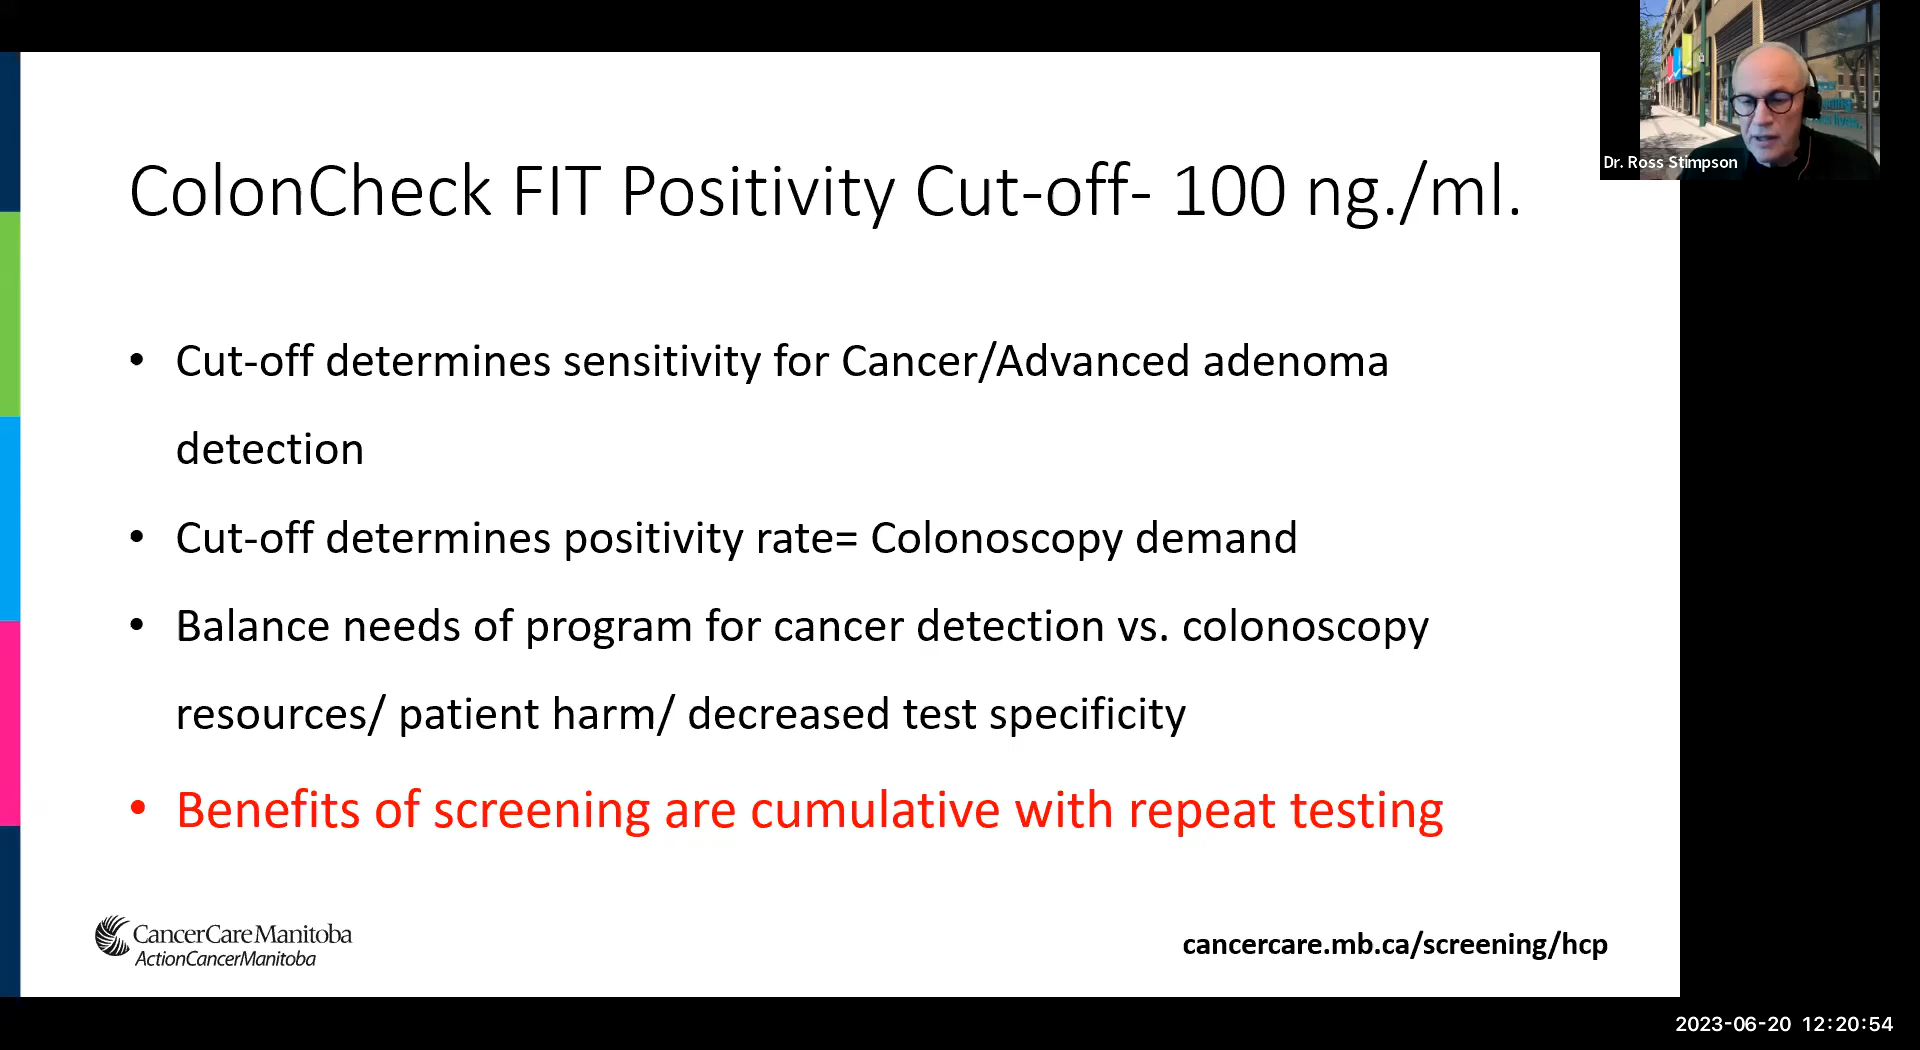 ColonCheck FIT Positivity Cut-off- 100 ng./ml.
Dr. Ross Stimpson
• Cut-off determines sensitivity for Cancer/Advanced adenoma
detection
• Cut-off determines positivity rate= Colonoscopy demand
• Balance needs of program for cancer detection vs. colonoscopy
resources/ patient harm/ decreased test specificity
• Benefits of screening are cumulative with repeat testing
CancerCare Manitoba
ActionCancerManitoba
cancercare.mb.ca/screening/hcp
2023-06-20 12:20:54